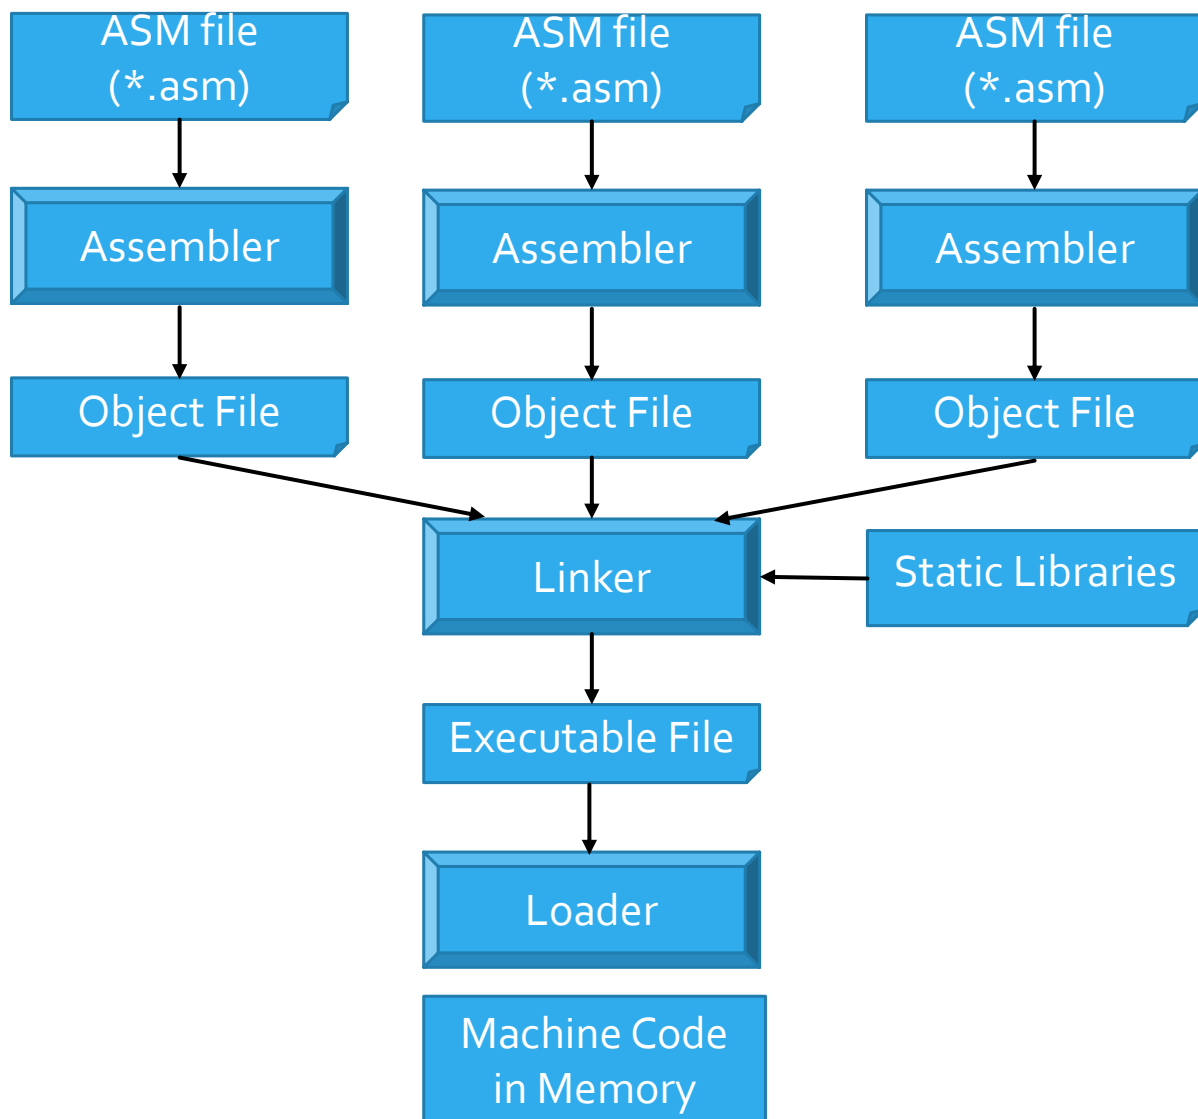 ASM file
(*.asm)
ASM file
(*.asm)
ASM file
(*.asm)
Assembler
Assembler
Assembler
Object File
Object File
Object File
Linker
Static Libraries
Executable File
Loader
Machine Code
in Memory